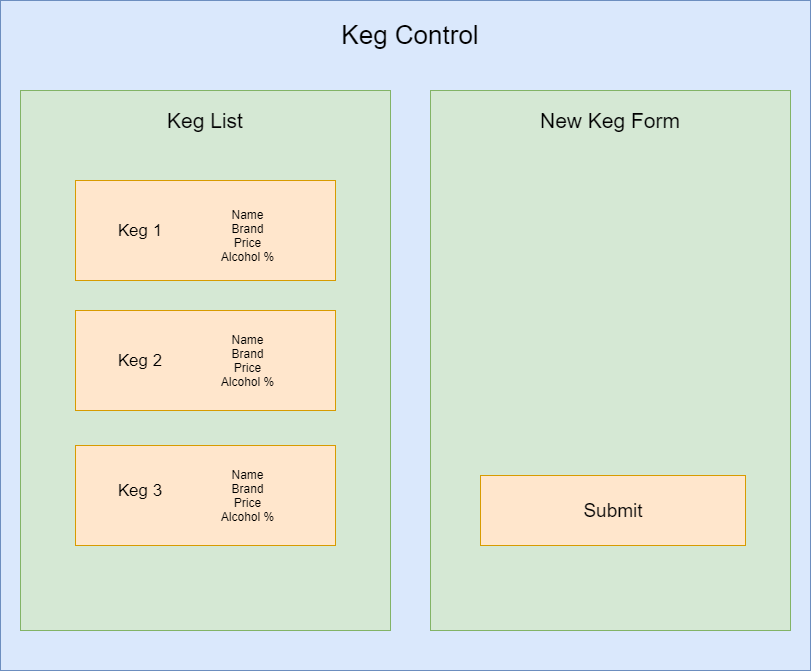 Keg Control
Keg List
Keg 1
Name
Brand
Price
Alcohol %
Keg 2
Name
Brand
Price
Alcohol %
Keg 3
Name
Brand
Price
Alcohol %
New Keg Form
Submit